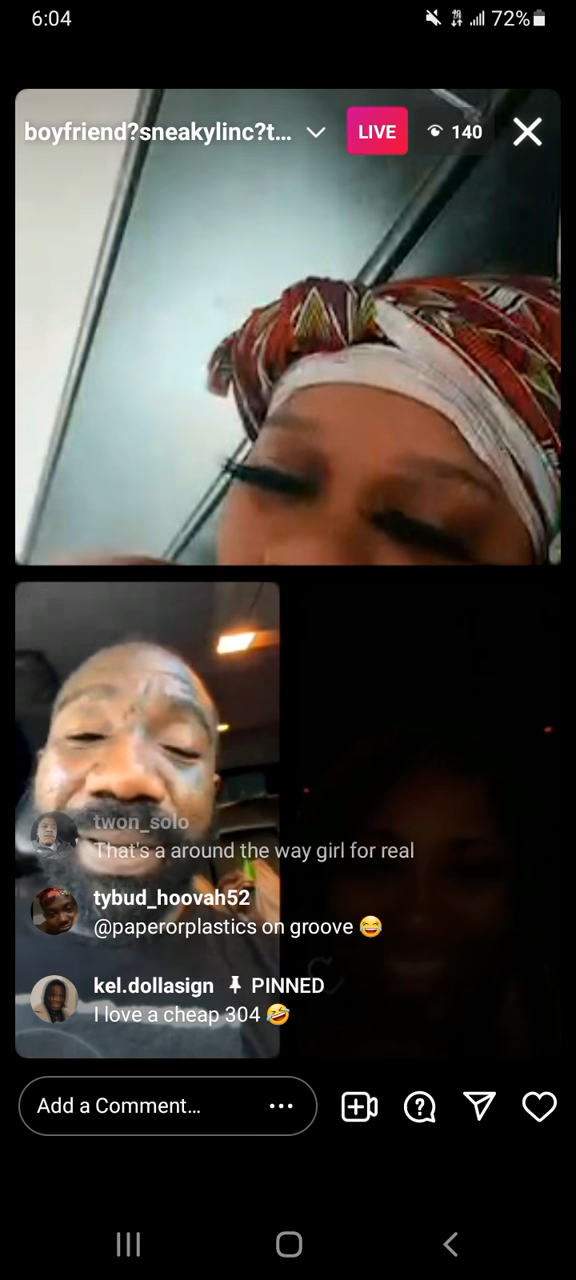 6:04
72%
boyfriend?sneakylinc?t...
LIVE
140
twon_solo
That's a around the way girl for real
tybud_hoovah52
@paperorplastics on groove 😂
kel.dollasign PINNED
I love a cheap 304 🤣
Add a Comment...